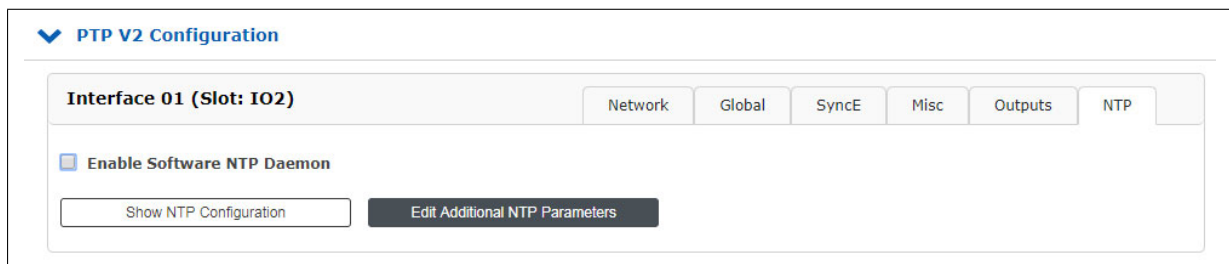 PTP V2 Configuration
Interface 01 (Slot: IO2)
Network
Global
SyncE
Misc
Outputs
NTP
Enable Software NTP Daemon
Show NTP Configuration
Edit Additional NTP Parameters